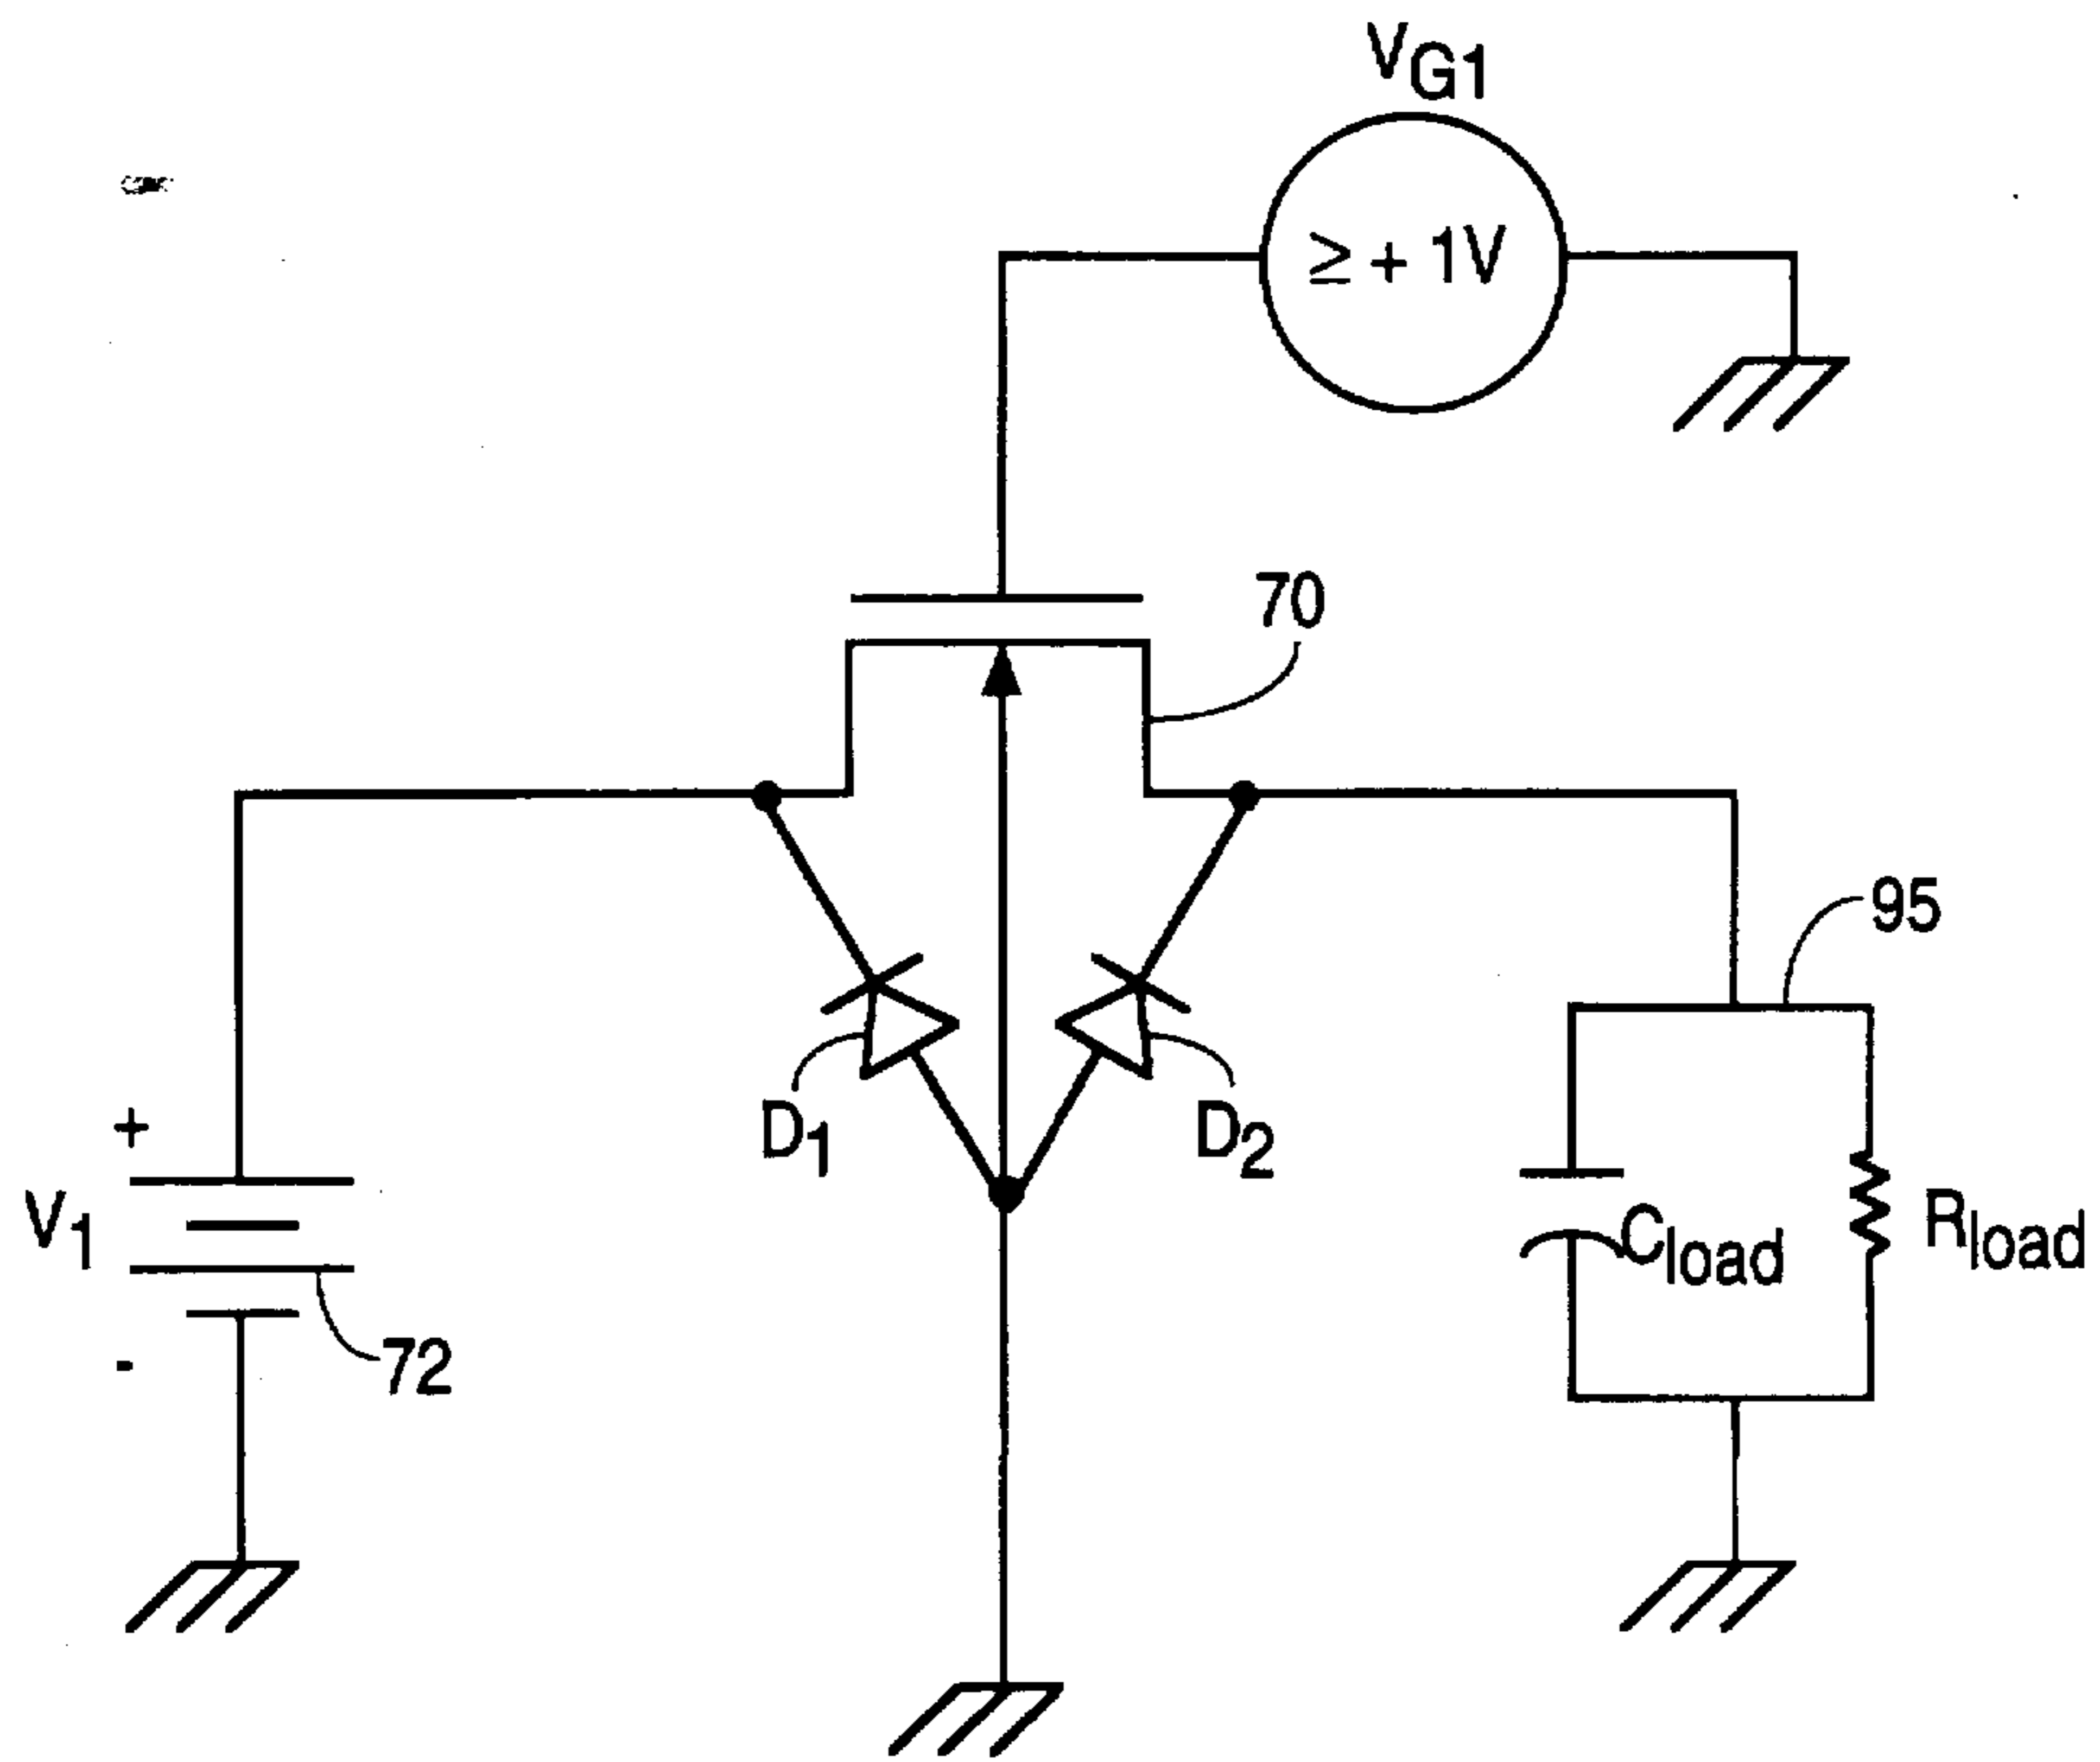 VG1
≥ + 1V
70
95
D1
D2
+
V1
-
72
Cload
Rload